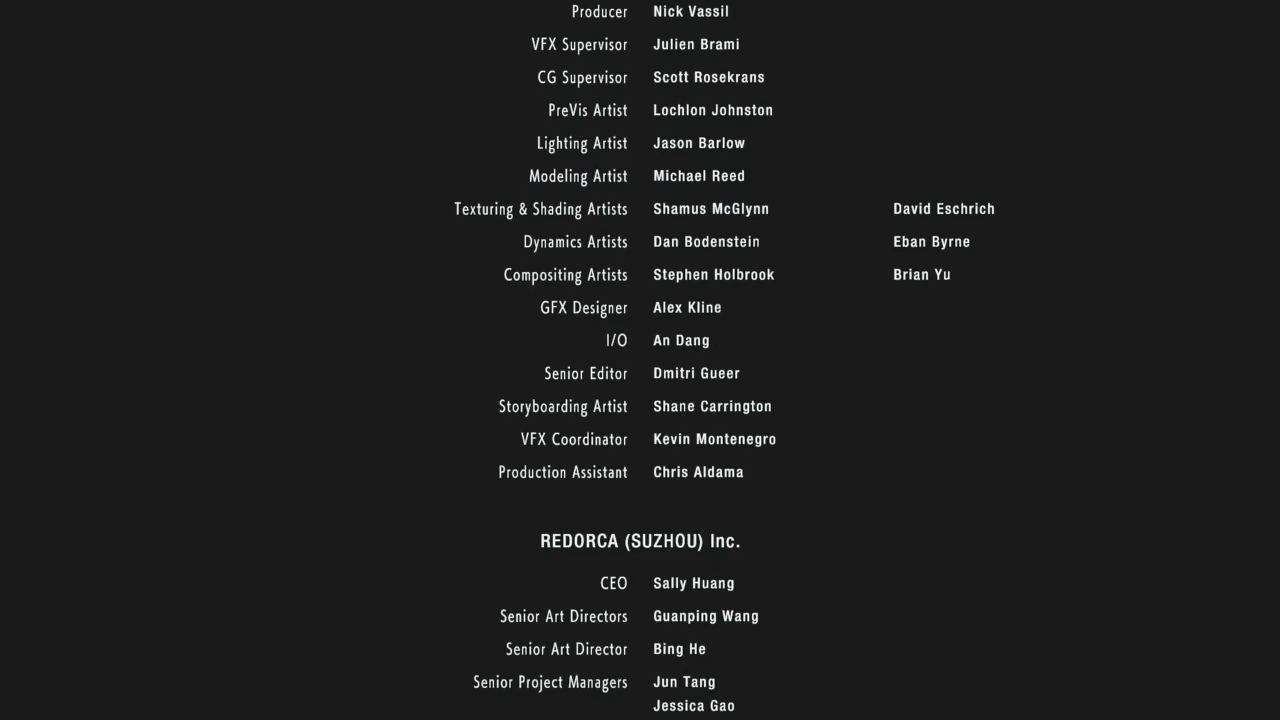 Producer Nick Vassil
VFX Supervisor Julien Brami
CG Supervisor Scott Rosekrans
PreVis Artist Lochlon Johnston
Lighting Artist Jason Barlow
Modeling Artist Michael Reed
Texturing & Shading Artists Shamus McGlynn David Eschrich
Dynamics Artists Dan Bodenstein Eban Byrne
Compositing Artists Stephen Holbrook Brian Yu
GFX Designer Alex Kline
I/O An Dang
Senior Editor Dmitri Gueer
Storyboarding Artist Shane Carrington
VFX Coordinator Kevin Montenegro
Production Assistant Chris Aldama
REDORCA (SUZHOU) Inc.
CEO Sally Huang
Senior Art Directors Guanping Wang
Senior Art Director Bing He
Senior Project Managers Jun Tang
Jessica Gao